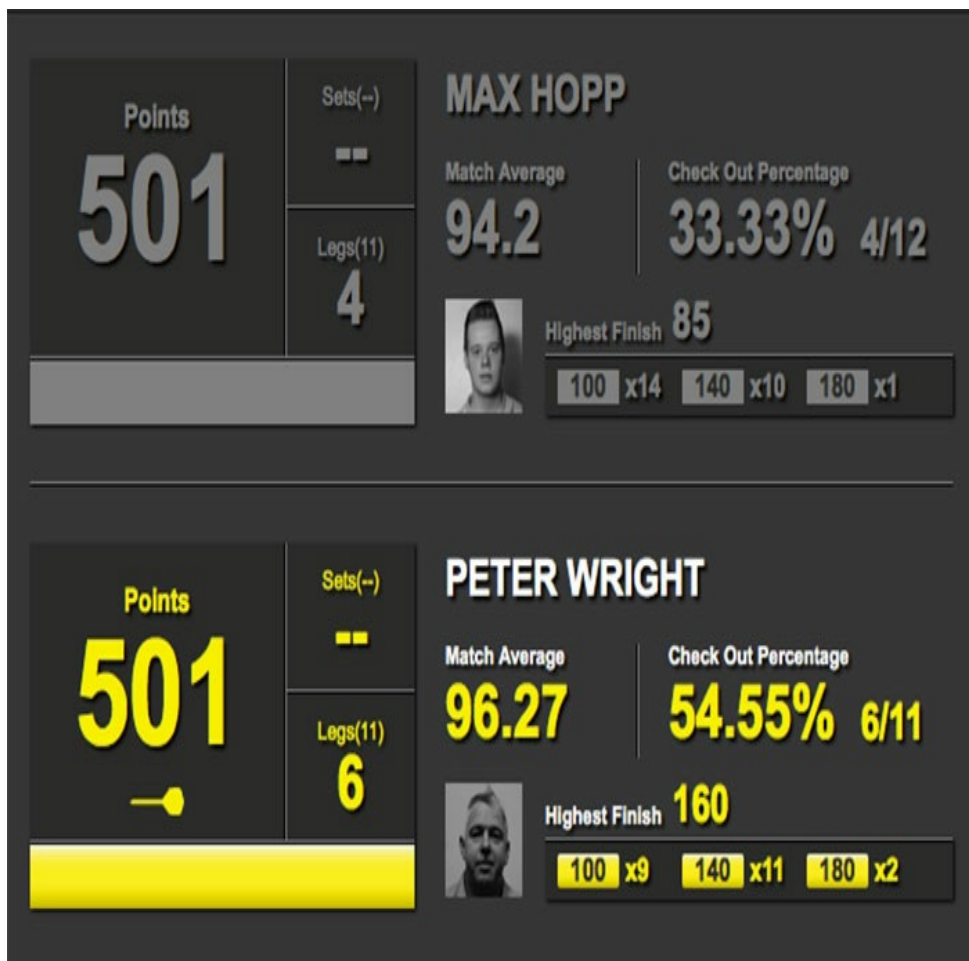 MAX HOPP
Points
501
Sets(--)
--
Legs(11)
4
Match Average
94.2
Check Out Percentage
33.33% 4/12
Highest Finish 85
100 x14 140 x10 180 x1
PETER WRIGHT
Points
501
Sets(--)
--
Legs(11)
6
Match Average
96.27
Check Out Percentage
54.55% 6/11
Highest Finish 160
100 x9 140 x11 180 x2